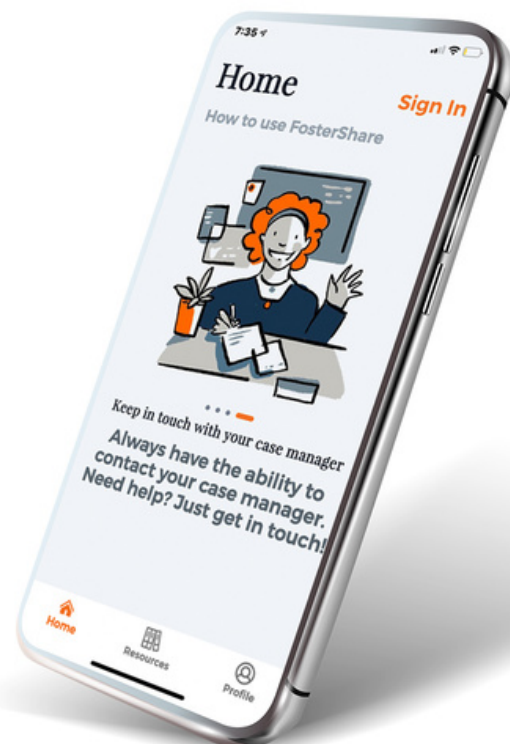 7:35
Home
Sign In
How to use FosterShare
Keep in touch with your case manager
Always have the ability to
contact your case manager.
Need help? Just get in touch!
Home
Resources
Profile